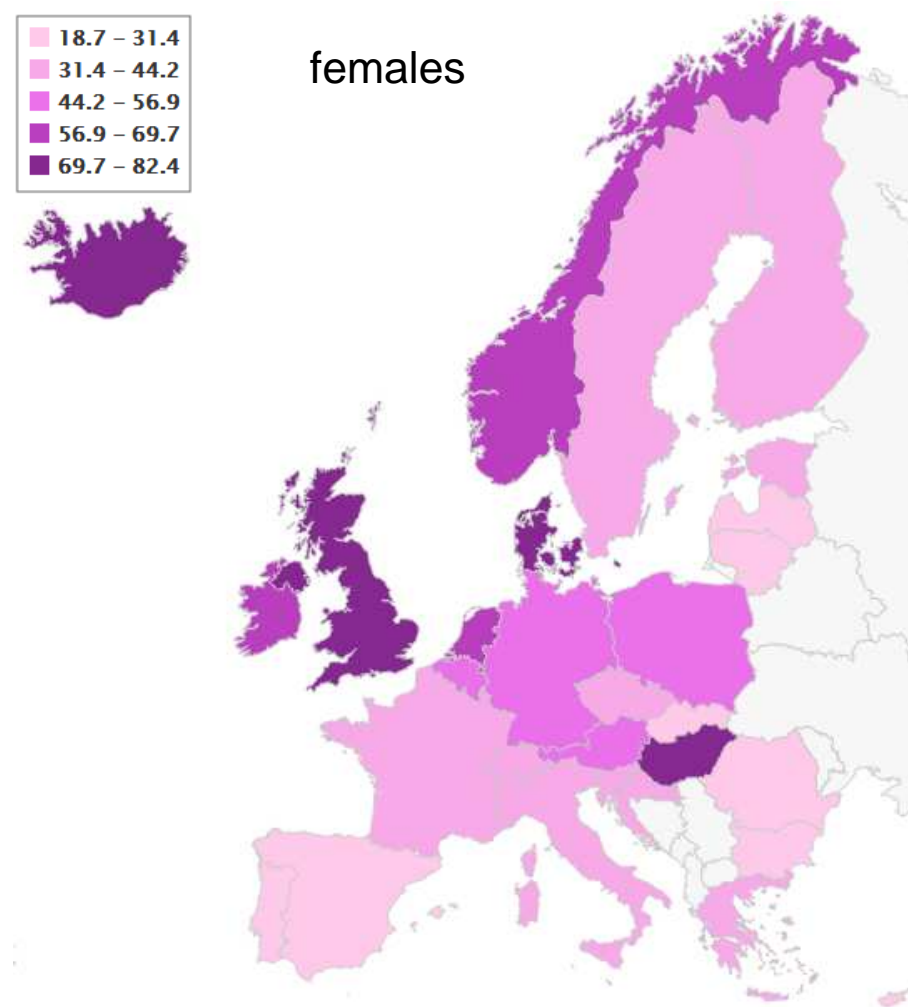 females
18.7 – 31.4
31.4 – 44.2
44.2 – 56.9
56.9 – 69.7
69.7 – 82.4